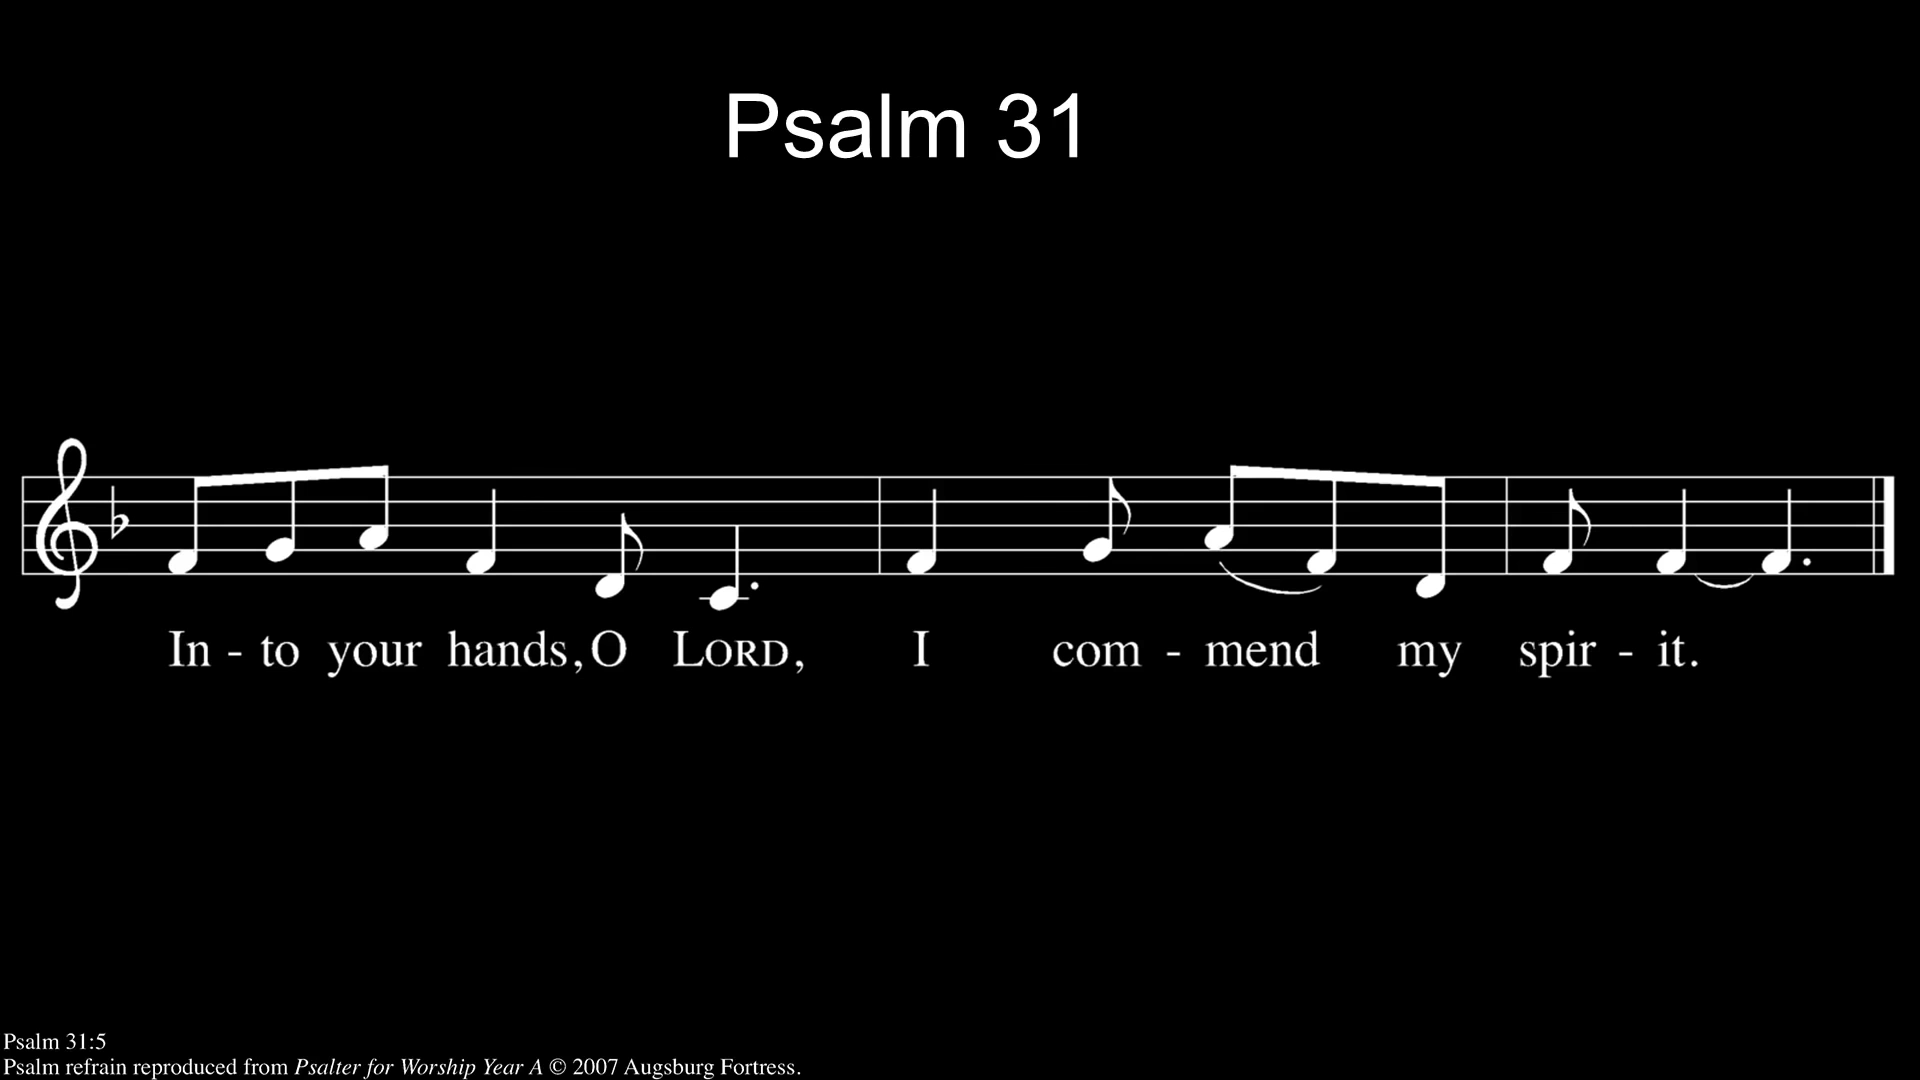 Psalm 31
In - to your hands, O LORD, I com - mend my spir - it.
Psalm 31:5
Psalm refrain reproduced from Psalter for Worship Year A © 2007 Augsburg Fortress.